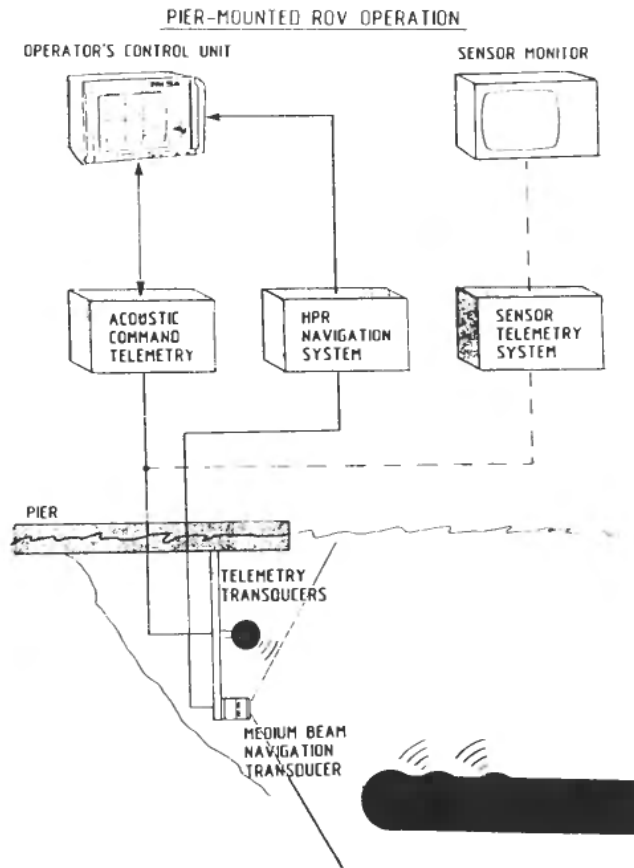 PIER-MOUNTED ROV OPERATION
OPERATOR'S CONTROL UNIT
SENSOR MONITOR
ACOUSTIC
COMMAND
TELEMETRY
HPR
NAVIGATION
SYSTEM
SENSOR
TELEMETRY
SYSTEM
PIER
TELEMETRY
TRANSDUCERS
MEDIUM BEAM
NAVIGATION
TRANSDUCER